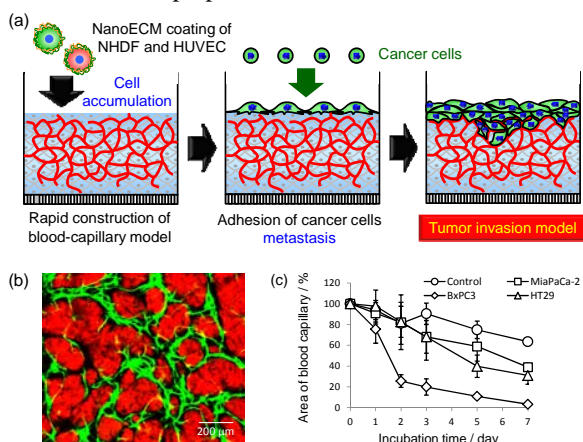 (a)
NanoECM coating of
NHDF and HUVEC
Cell
accumulation
Cancer cells
Rapid construction of
blood-capillary model
Adhesion of cancer cells
metastasis
Tumor invasion model
(b)
200 μm
(c)
Control
MiaPaCa-2
BxPC3
HT29
Area of blood capillary / %
120
100
80
60
40
20
0
0 1 2 3 4 5 6 7
Incubation time / day